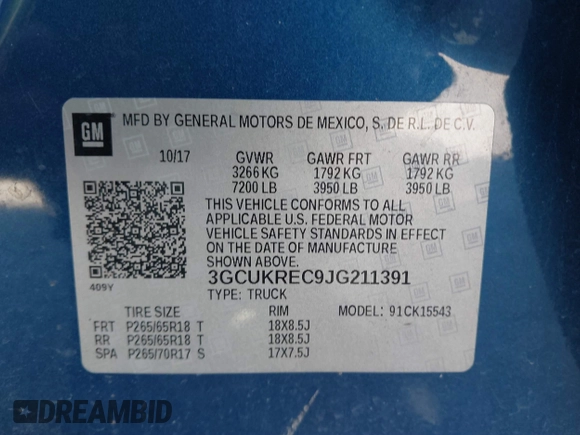 GM MFD BY GENERAL MOTORS DE MEXICO, S. DE R.L. DE C.V.
10/17 GVWR GAWR FRT GAWR RR
3266 KG 1792 KG 1792 KG
7200 LB 3950 LB 3950 LB
THIS VEHICLE CONFORMS TO ALL
APPLICABLE U.S. FEDERAL MOTOR
VEHICLE SAFETY STANDARDS IN EFFECT
ON THE DATE OF MANUFACTURE
SHOWN ABOVE.
409Y 3GCUKREC9JG211391
TYPE: TRUCK
TIRE SIZE RIM MODEL: 91CK15543
FRT P265/65R18 T 18X8.5J
RR P265/65R18 T 18X8.5J
SPA P265/70R17 S 17X7.5J
DREAMBID